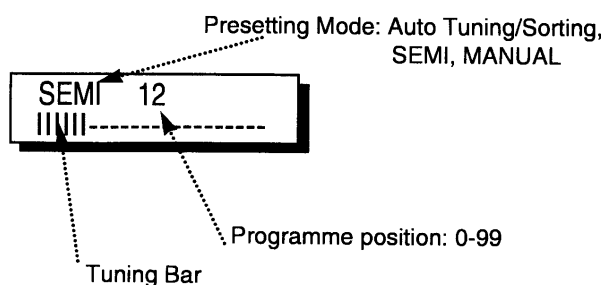 Presetting Mode: Auto Tuning/Sorting,
SEMI, MANUAL
SEMI 12
Programme position: 0-99
Tuning Bar